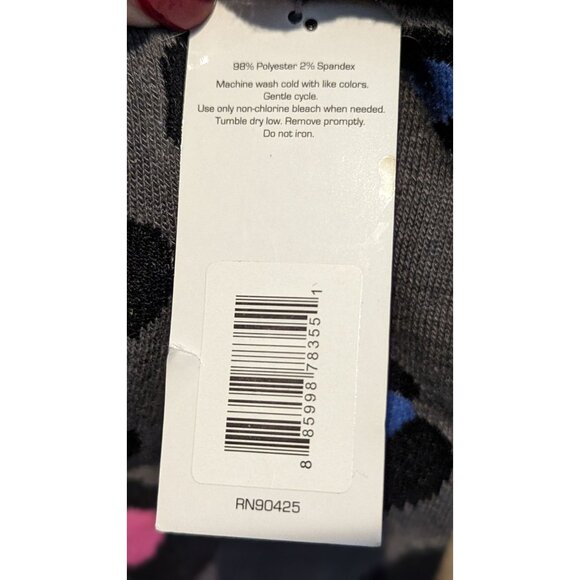 98% Polyester 2% Spandex
Machine wash cold with like colors.
Gentle cycle.
Use only non-chlorine bleach when needed.
Tumble dry low. Remove promptly.
Do not iron.
8 85998 78355 1
RN90425